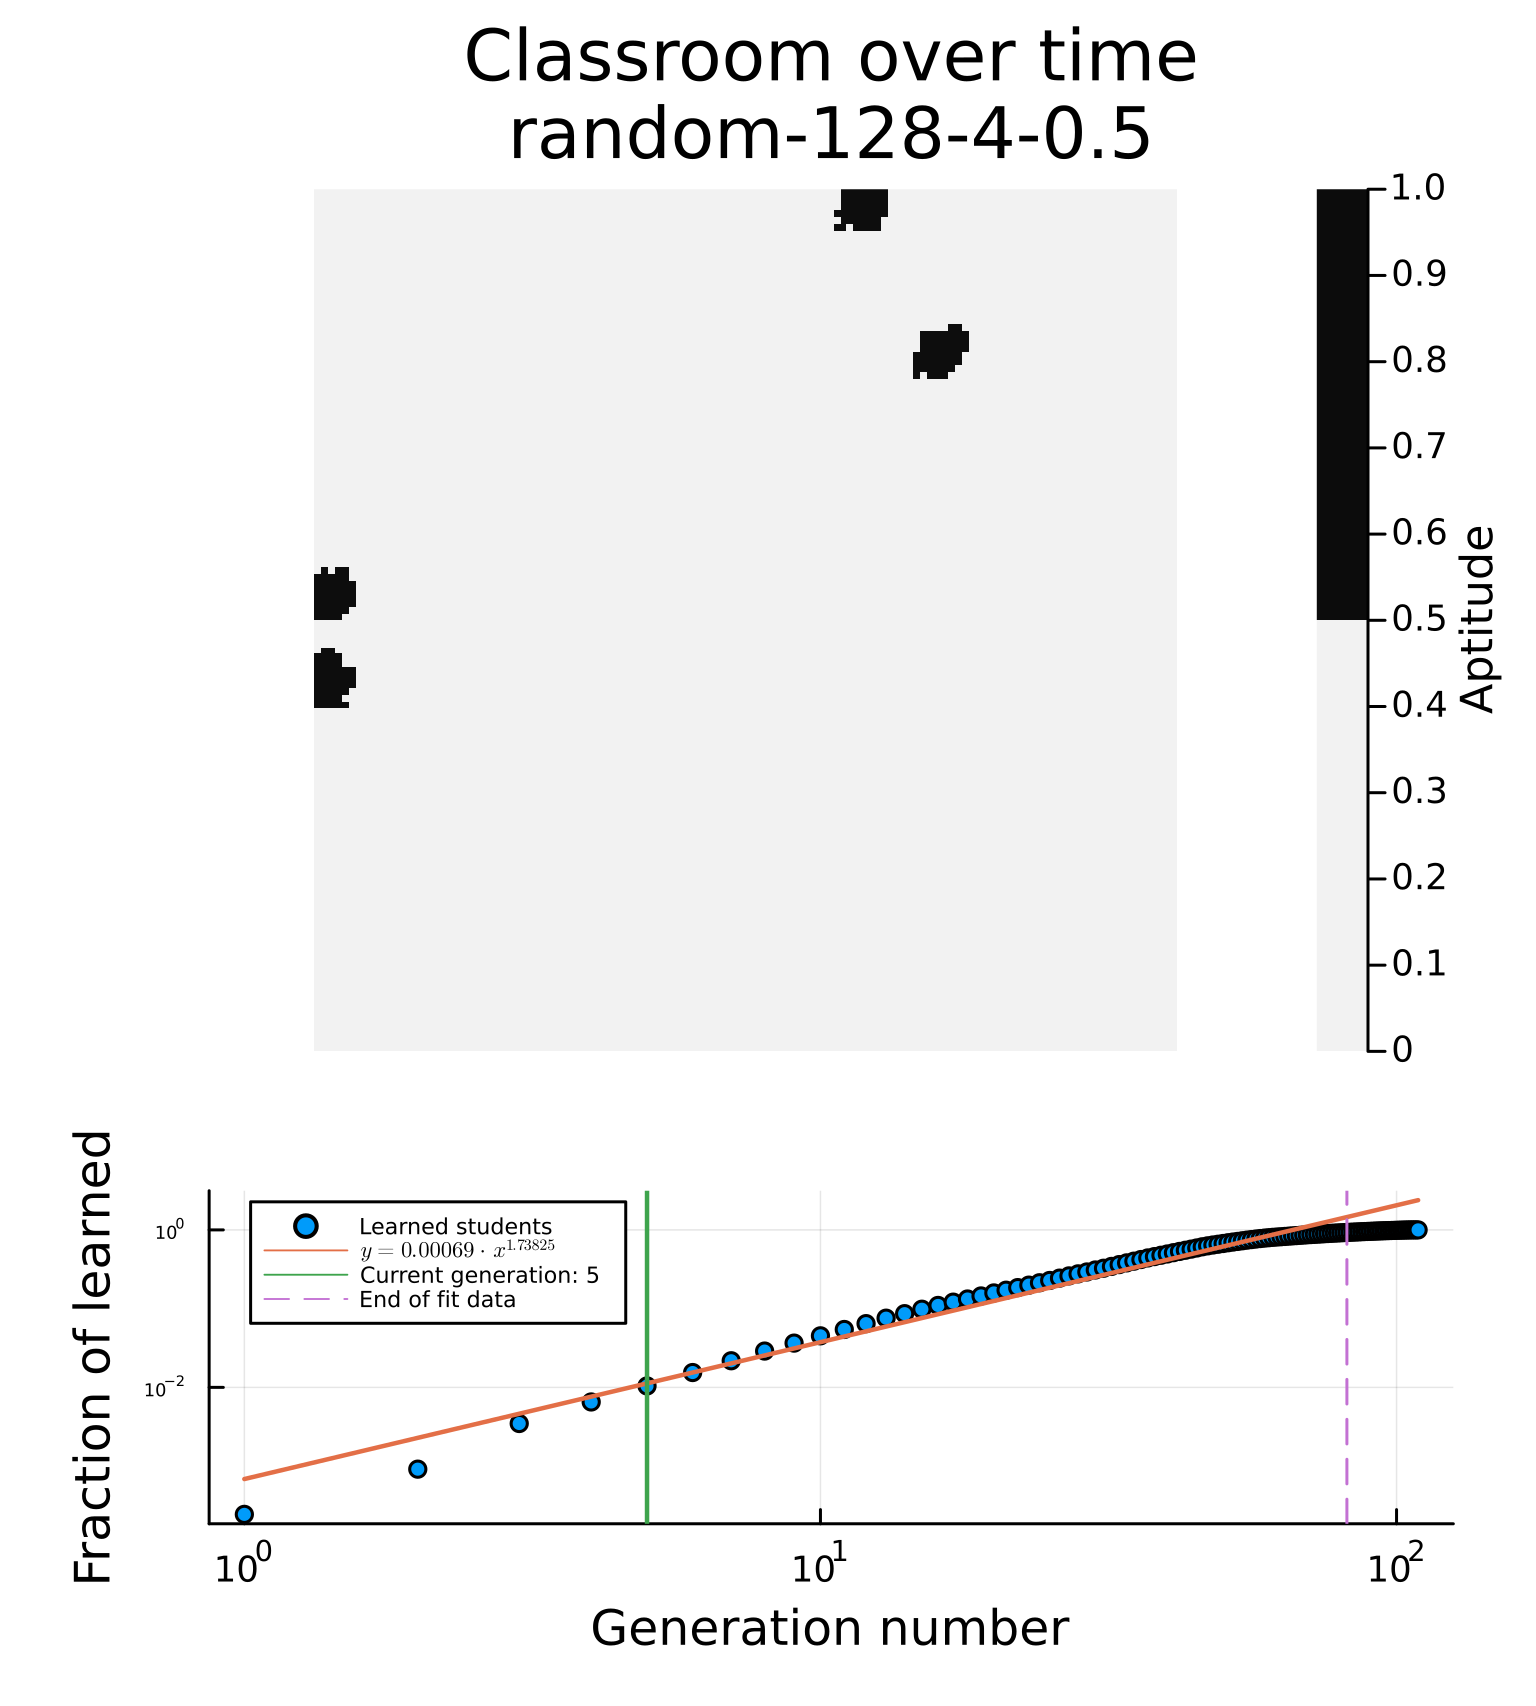 Classroom over time
random-128-4-0.5
1.0
0.9
0.8
0.7
0.6
0.5
0.4
0.3
0.2
0.1
0
Aptitude
Fraction of learned
10⁰
10⁻²
Learned students
y = 0.00069 · x^1.73825
Current generation: 5
End of fit data
10⁰
10¹
10²
Generation number